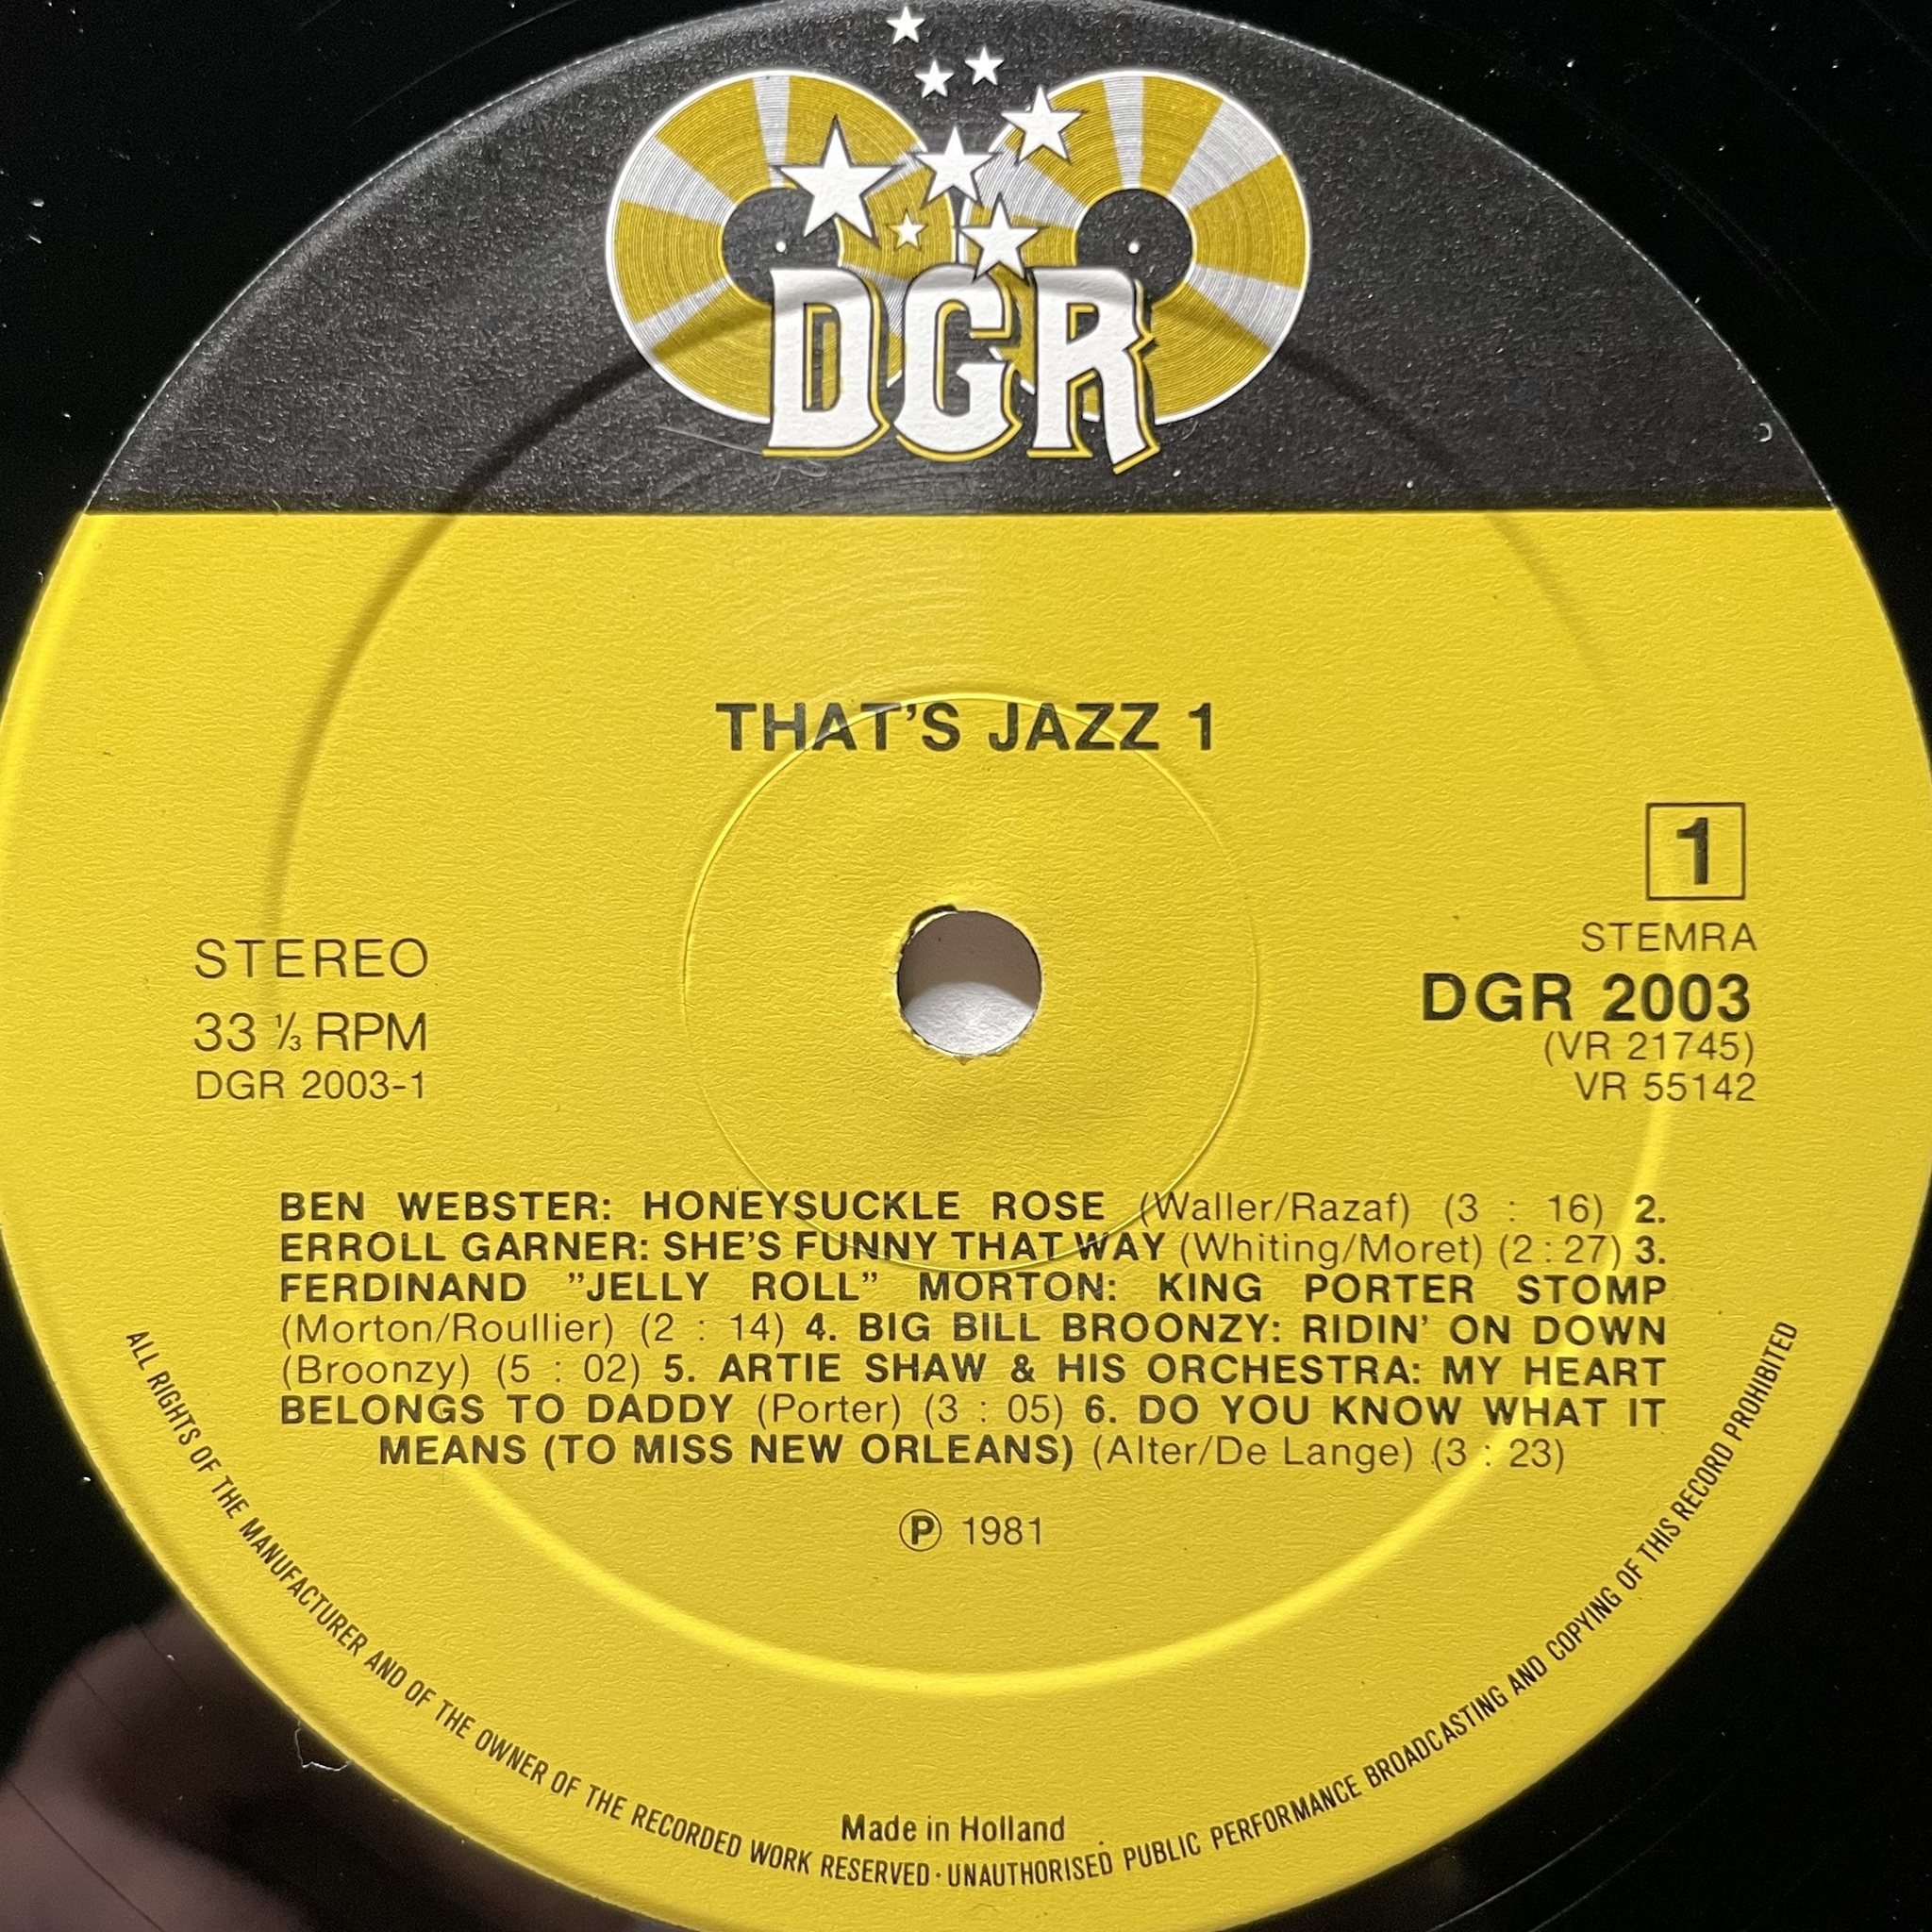 DGR
THAT'S JAZZ 1
1
STEMRA
STEREO
DGR 2003
33 ⅓ RPM
(VR 21745)
DGR 2003-1
VR 55142
BEN WEBSTER: HONEYSUCKLE ROSE (Waller/Razaf) (3 : 16) 2.
ERROLL GARNER: SHE'S FUNNY THAT WAY (Whiting/Moret) (2 : 27) 3.
FERDINAND "JELLY ROLL" MORTON: KING PORTER STOMP
(Morton/Roullier) (2 : 14) 4. BIG BILL BROONZY: RIDIN' ON DOWN
(Broonzy) (5 : 02) 5. ARTIE SHAW & HIS ORCHESTRA: MY HEART
BELONGS TO DADDY (Porter) (3 : 05) 6. DO YOU KNOW WHAT IT
MEANS (TO MISS NEW ORLEANS) (Alter/De Lange) (3 : 23)
Ⓟ 1981
Made in Holland
ALL RIGHTS OF THE MANUFACTURER AND OF THE OWNER OF THE RECORDED WORK RESERVED · UNAUTHORISED PUBLIC PERFORMANCE BROADCASTING AND COPYING OF THIS RECORD PROHIBITED